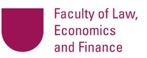 Faculty of Law,
Economics
and Finance